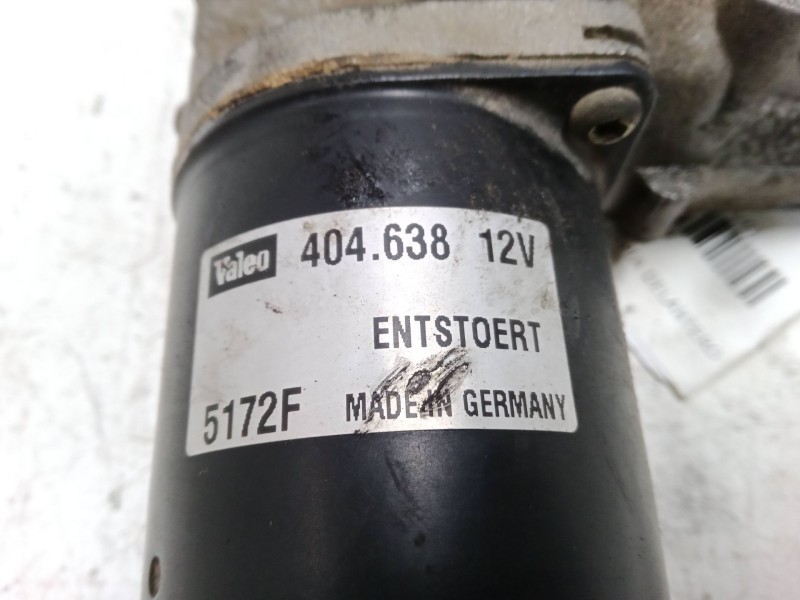 Valeo 404.638 12V
ENTSTOERT
5172F MADE IN GERMANY